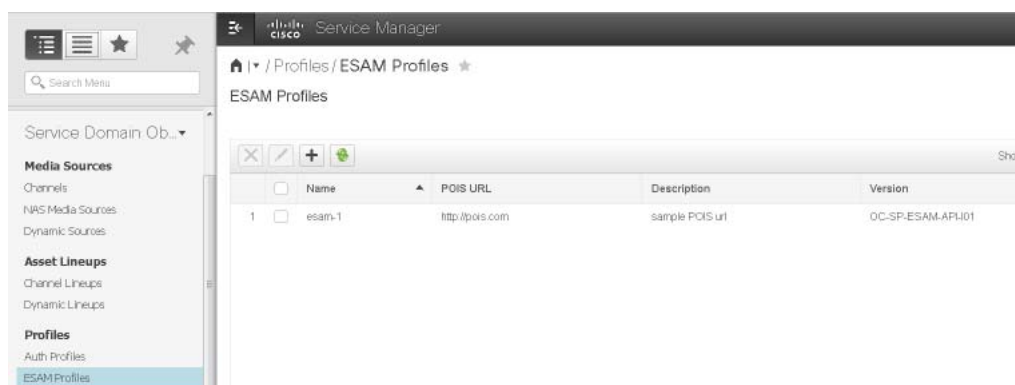 Search Menu
Service Domain Ob...
Media Sources
Channels
NAS Media Sources
Dynamic Sources
Asset Lineups
Channel Lineups
Dynamic Lineups
Profiles
Auth Profiles
ESAM Profiles
cisco Service Manager
/ Profiles / ESAM Profiles
ESAM Profiles
Sho
Name POIS URL Description Version
1 esam-1 http://pois.com sample POIS url OC-SP-ESAM-API-I01